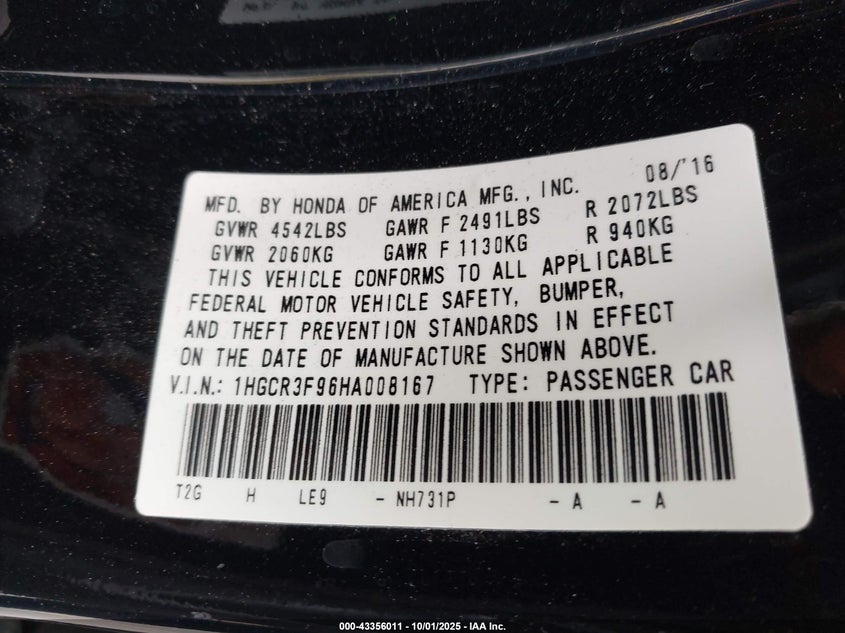 MFD. BY HONDA OF AMERICA MFG., INC. 08/'16
GVWR 4542LBS GAWR F 2491LBS R 2072LBS
GVWR 2060KG GAWR F 1130KG R 940KG
THIS VEHICLE CONFORMS TO ALL APPLICABLE
FEDERAL MOTOR VEHICLE SAFETY, BUMPER,
AND THEFT PREVENTION STANDARDS IN EFFECT
ON THE DATE OF MANUFACTURE SHOWN ABOVE.
V.I.N.: 1HGCR3F96HA008167 TYPE: PASSENGER CAR
T2G H LE9 - NH731P - A - A
000-43356011 - 10/01/2025 - IAA Inc.